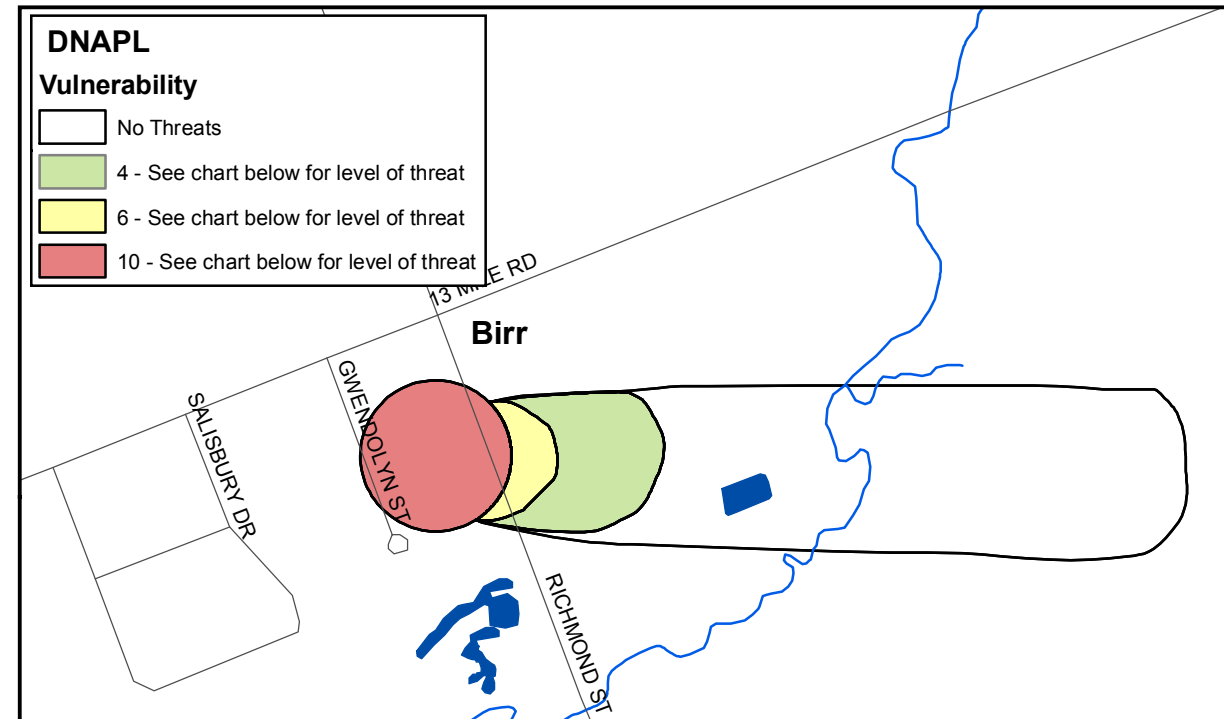 DNAPL
Vulnerability
No Threats
4 - See chart below for level of threat
6 - See chart below for level of threat
10 - See chart below for level of threat
13 MILE RD
Birr
GWENDOLYN ST
SALISBURY DR
RICHMOND ST